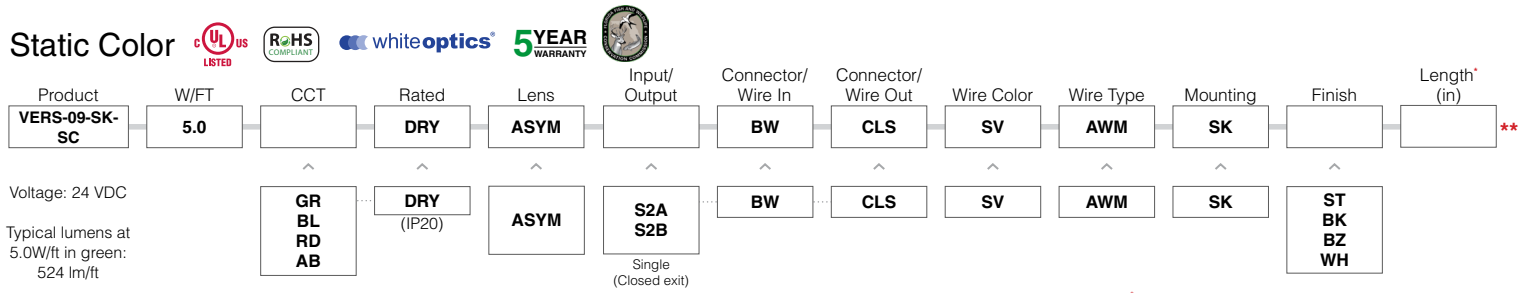 Static Color
c UL us LISTED
RoHS COMPLIANT
whiteoptics®
5 YEAR WARRANTY
Product W/FT CCT Rated Lens Input/ Output Connector/ Wire In Connector/ Wire Out Wire Color Wire Type Mounting Finish Length* (in)
VERS-09-SK-SC 5.0 DRY ASYM BW CLS SV AWM SK **
Voltage: 24 VDC
Typical lumens at
5.0W/ft in green:
524 lm/ft
GR
BL
RD
AB
DRY
(IP20)
ASYM
S2A
S2B
Single
(Closed exit)
BW
CLS
SV
AWM
SK
ST
BK
BZ
WH